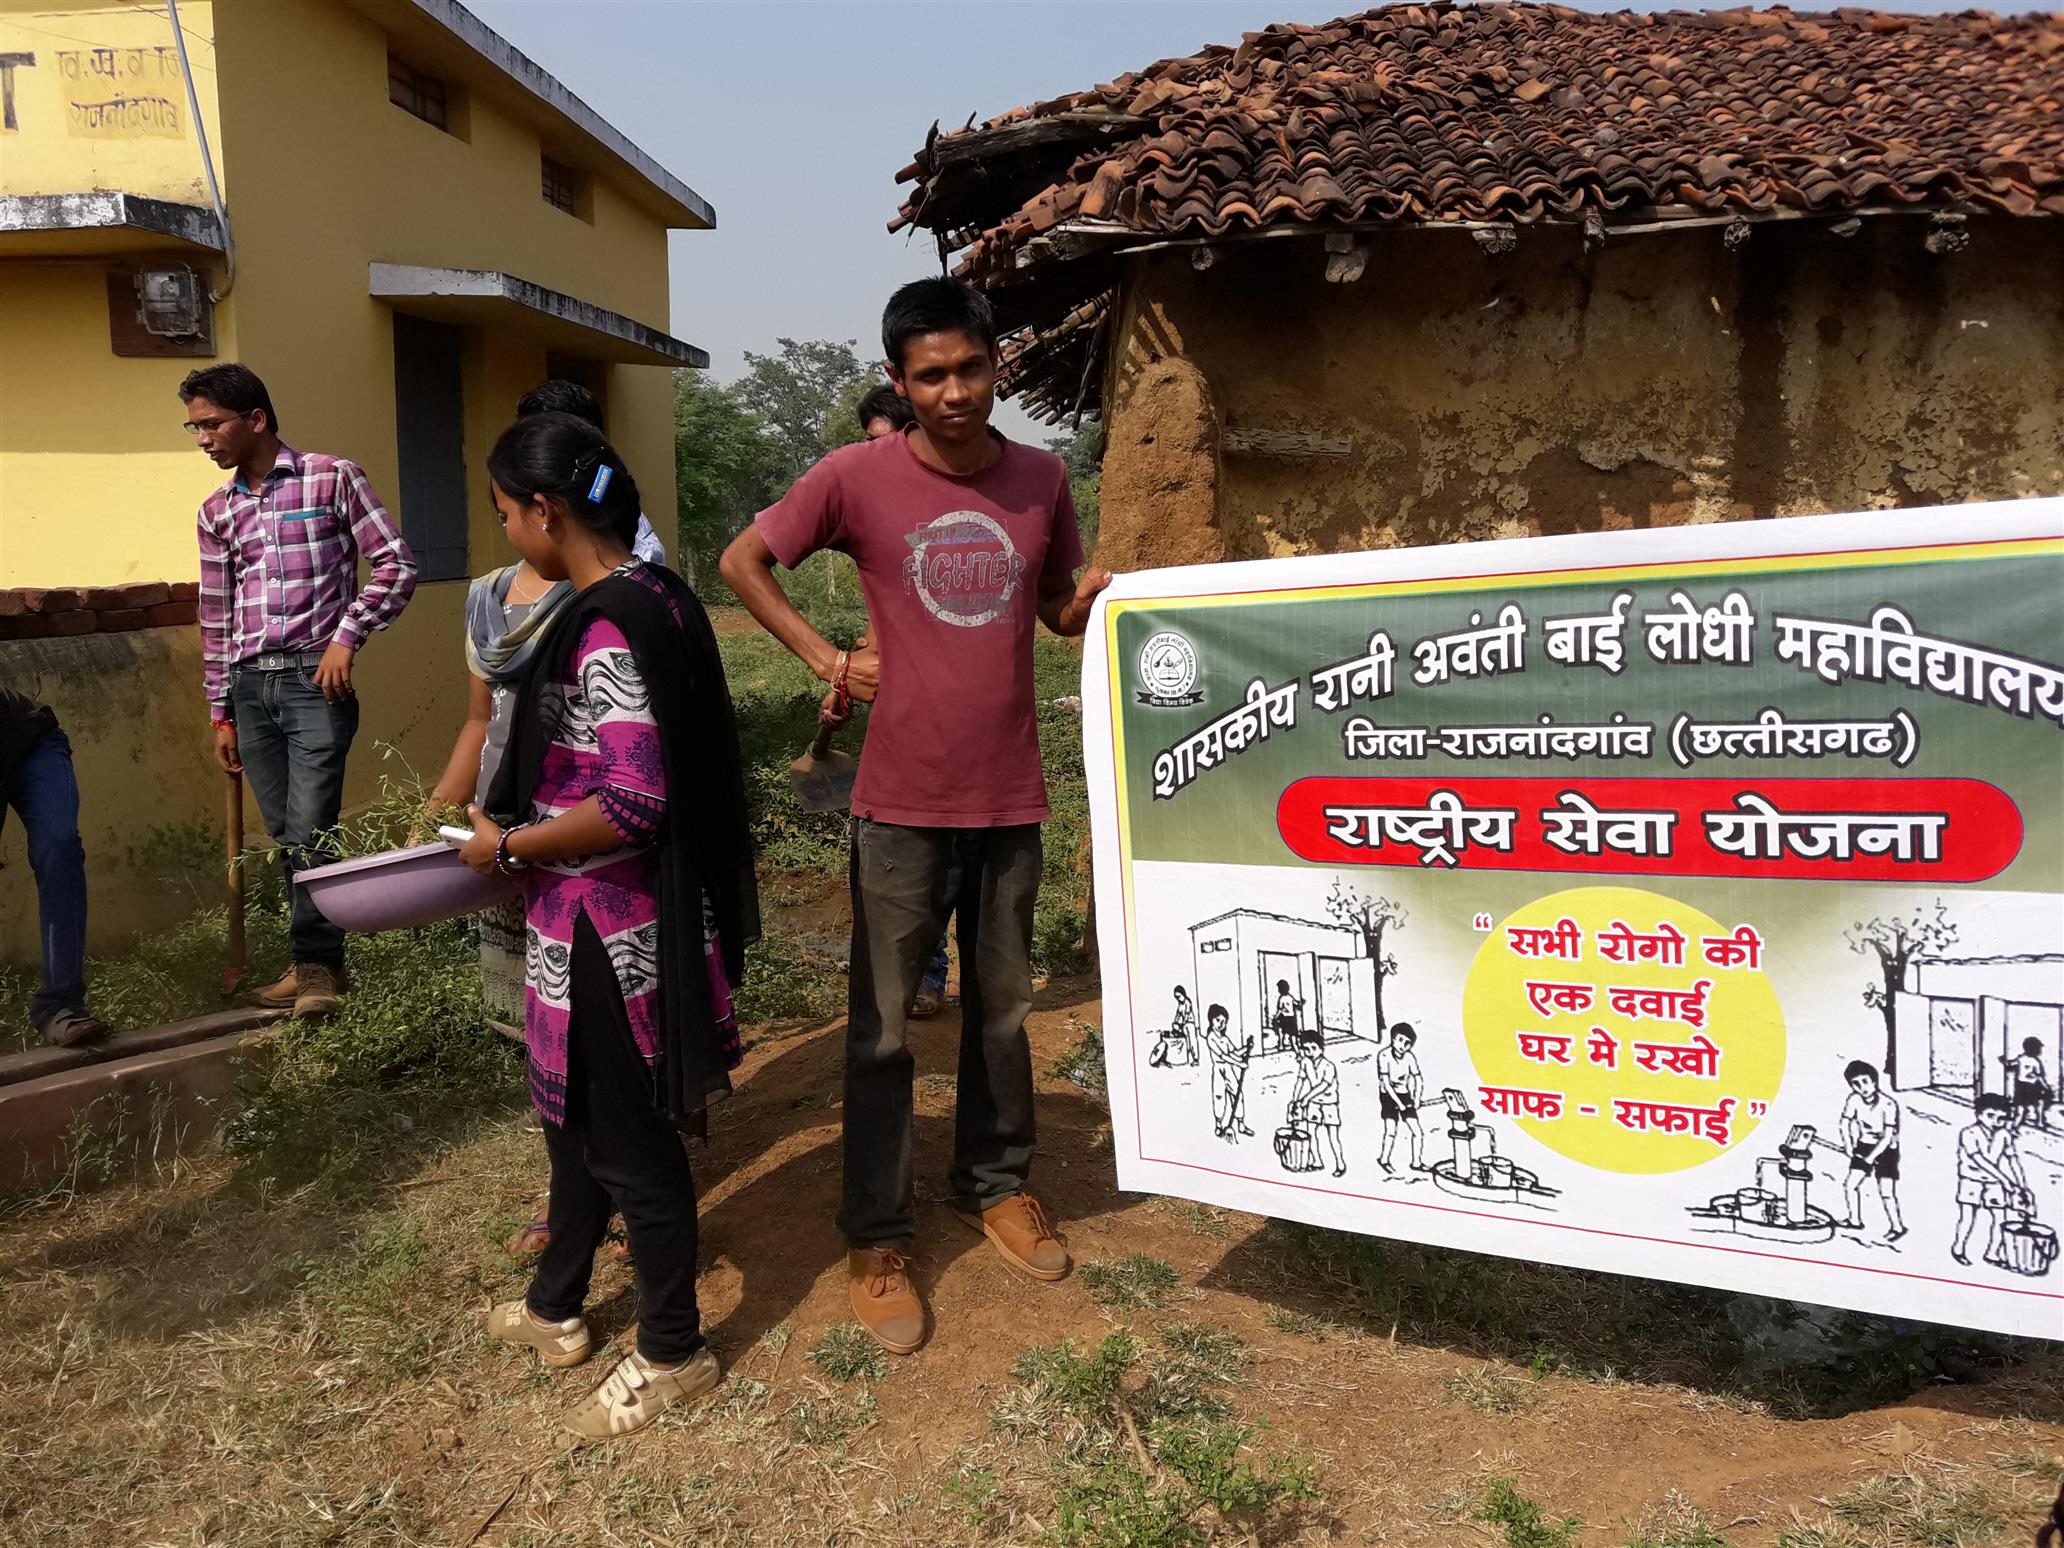 वि.ख.व जि
राजनांदगांव
FIGHTER
शासकीय रानी अवंती बाई लोधी महाविद्यालय
जिला-राजनांदगांव (छत्तीसगढ)
राष्ट्रीय सेवा योजना
“ सभी रोगो की
एक दवाई
घर मे रखो
साफ - सफाई ”